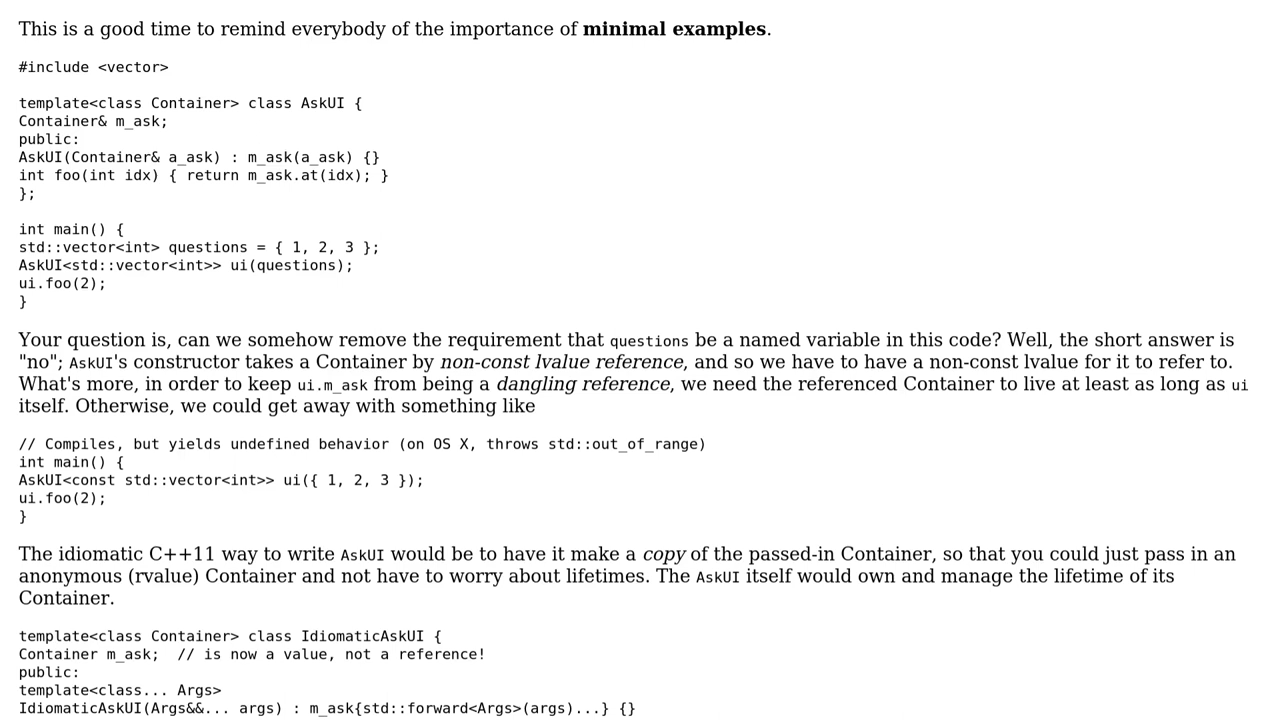 This is a good time to remind everybody of the importance of minimal examples.
#include <vector>
template<class Container> class AskUI {
Container& m_ask;
public:
AskUI(Container& a_ask) : m_ask(a_ask) {}
int foo(int idx) { return m_ask.at(idx); }
};
int main() {
std::vector<int> questions = { 1, 2, 3 };
AskUI<std::vector<int>> ui(questions);
ui.foo(2);
}
Your question is, can we somehow remove the requirement that questions be a named variable in this code? Well, the short answer is
"no"; AskUI's constructor takes a Container by non-const lvalue reference, and so we have to have a non-const lvalue for it to refer to.
What's more, in order to keep ui.m_ask from being a dangling reference, we need the referenced Container to live at least as long as ui
itself. Otherwise, we could get away with something like
// Compiles, but yields undefined behavior (on OS X, throws std::out_of_range)
int main() {
AskUI<const std::vector<int>> ui({ 1, 2, 3 });
ui.foo(2);
}
The idiomatic C++11 way to write AskUI would be to have it make a copy of the passed-in Container, so that you could just pass in an
anonymous (rvalue) Container and not have to worry about lifetimes. The AskUI itself would own and manage the lifetime of its
Container.
template<class Container> class IdiomaticAskUI {
Container m_ask;  // is now a value, not a reference!
public:
template<class... Args>
IdiomaticAskUI(Args&&... args) : m_ask{std::forward<Args>(args)...} {}